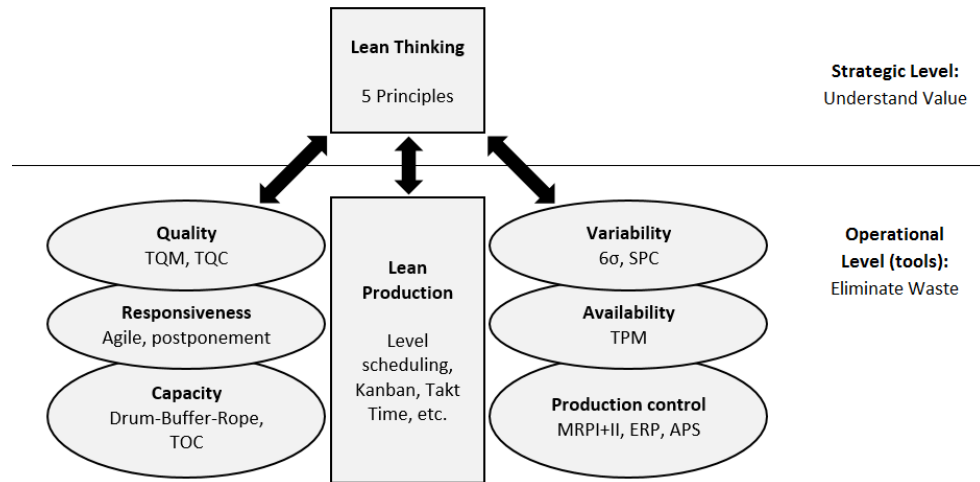 Lean Thinking
5 Principles
Strategic Level:
Understand Value
Quality
TQM, TQC
Responsiveness
Agile, postponement
Capacity
Drum-Buffer-Rope,
TOC
Lean
Production
Level
scheduling,
Kanban, Takt
Time, etc.
Variability
6σ, SPC
Availability
TPM
Production control
MRPI+II, ERP, APS
Operational
Level (tools):
Eliminate Waste